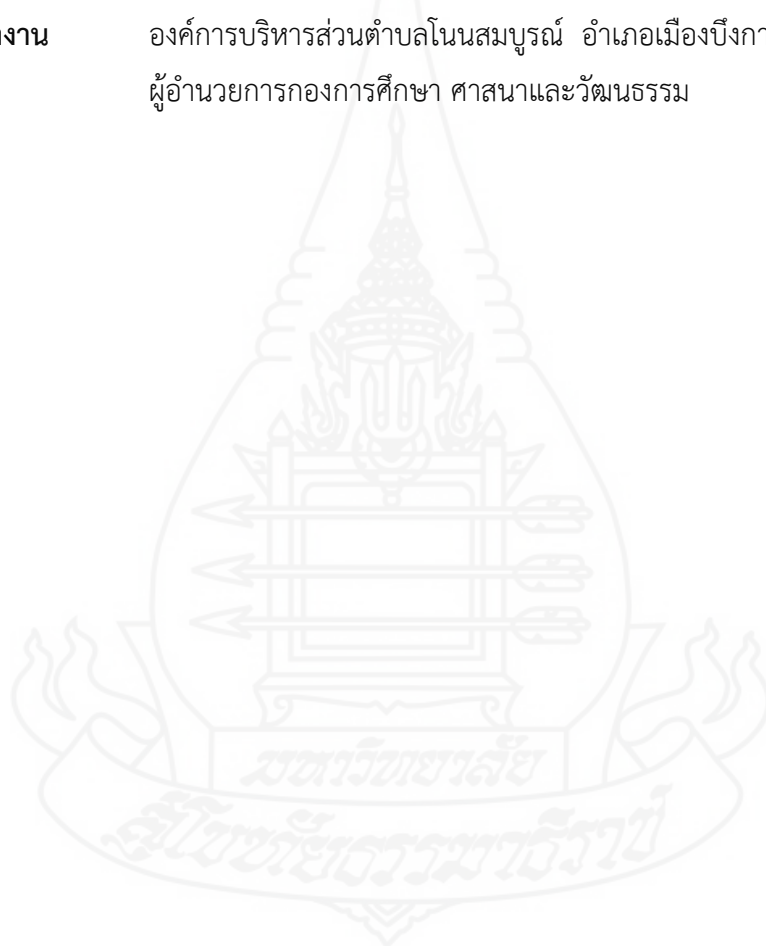 องค์การบริหารส่วนตำบลโนนสมบูรณ์ อำเภอเมืองบึงกา
ผู้อำนวยการกองการศึกษา ศาสนาและวัฒนธรรม
มหาวิทยาลัย
สุโขทัยธรรมาธิราช